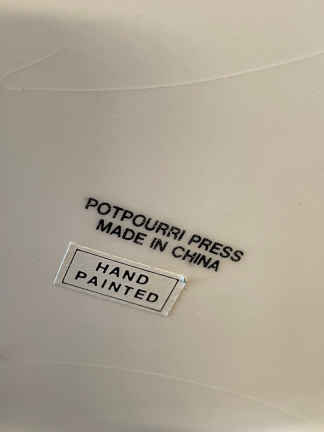 POTPOURRI PRESS
MADE IN CHINA
HAND
PAINTED